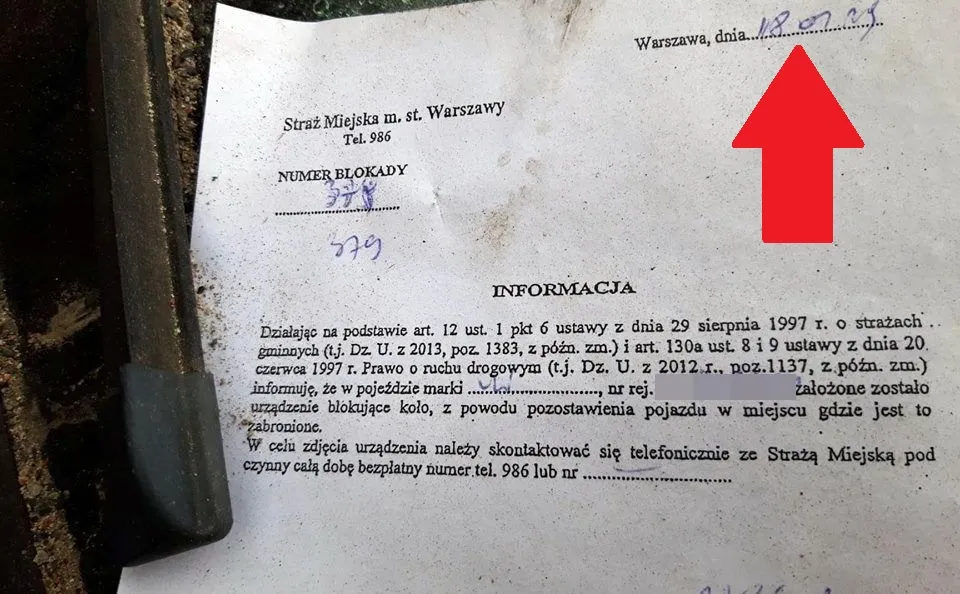 Warszawa, dnia
Straż Miejska m. st. Warszawy
Tel. 986
NUMER BLOKADY
379
INFORMACJA
Działając na podstawie art. 12 ust. 1 pkt 6 ustawy z dnia 29 sierpnia 1997 r. o strażach
gminnych (t.j. Dz. U. z 2013, poz. 1383, z późn. zm.) i art. 130a ust. 8 i 9 ustawy z dnia 20
czerwca 1997 r. Prawo o ruchu drogowym (t.j. Dz. U. z 2012 r., poz.1137, z późn. zm.)
informuję, że w pojeździe marki ...................., nr rej. założone zostało
urządzenie blokujące koło, z powodu pozostawienia pojazdu w miejscu gdzie jest to
zabronione.
W celu zdjęcia urządzenia należy skontaktować się telefonicznie ze Strażą Miejską pod
czynny całą dobę bezpłatny numer tel. 986 lub nr ..............................